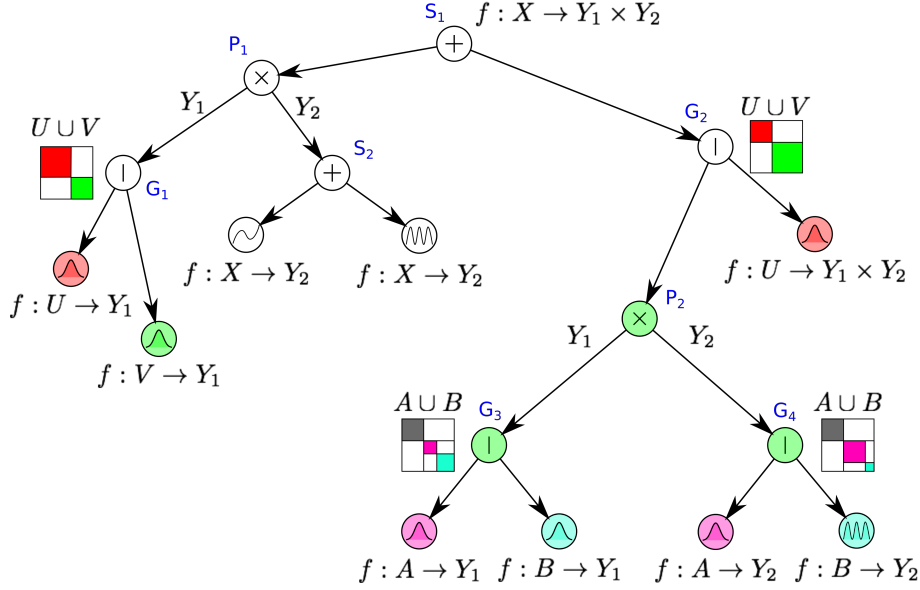 S₁ f : X → Y₁ × Y₂
+
P₁
×
Y₁ Y₂
U ∪ V
|
G₁
S₂
+
f : U → Y₁
f : X → Y₂
f : X → Y₂
f : V → Y₁
G₂
|
U ∪ V
f : U → Y₁ × Y₂
P₂
×
Y₁ Y₂
A ∪ B
G₃
|
G₄
|
A ∪ B
f : A → Y₁
f : B → Y₁
f : A → Y₂
f : B → Y₂